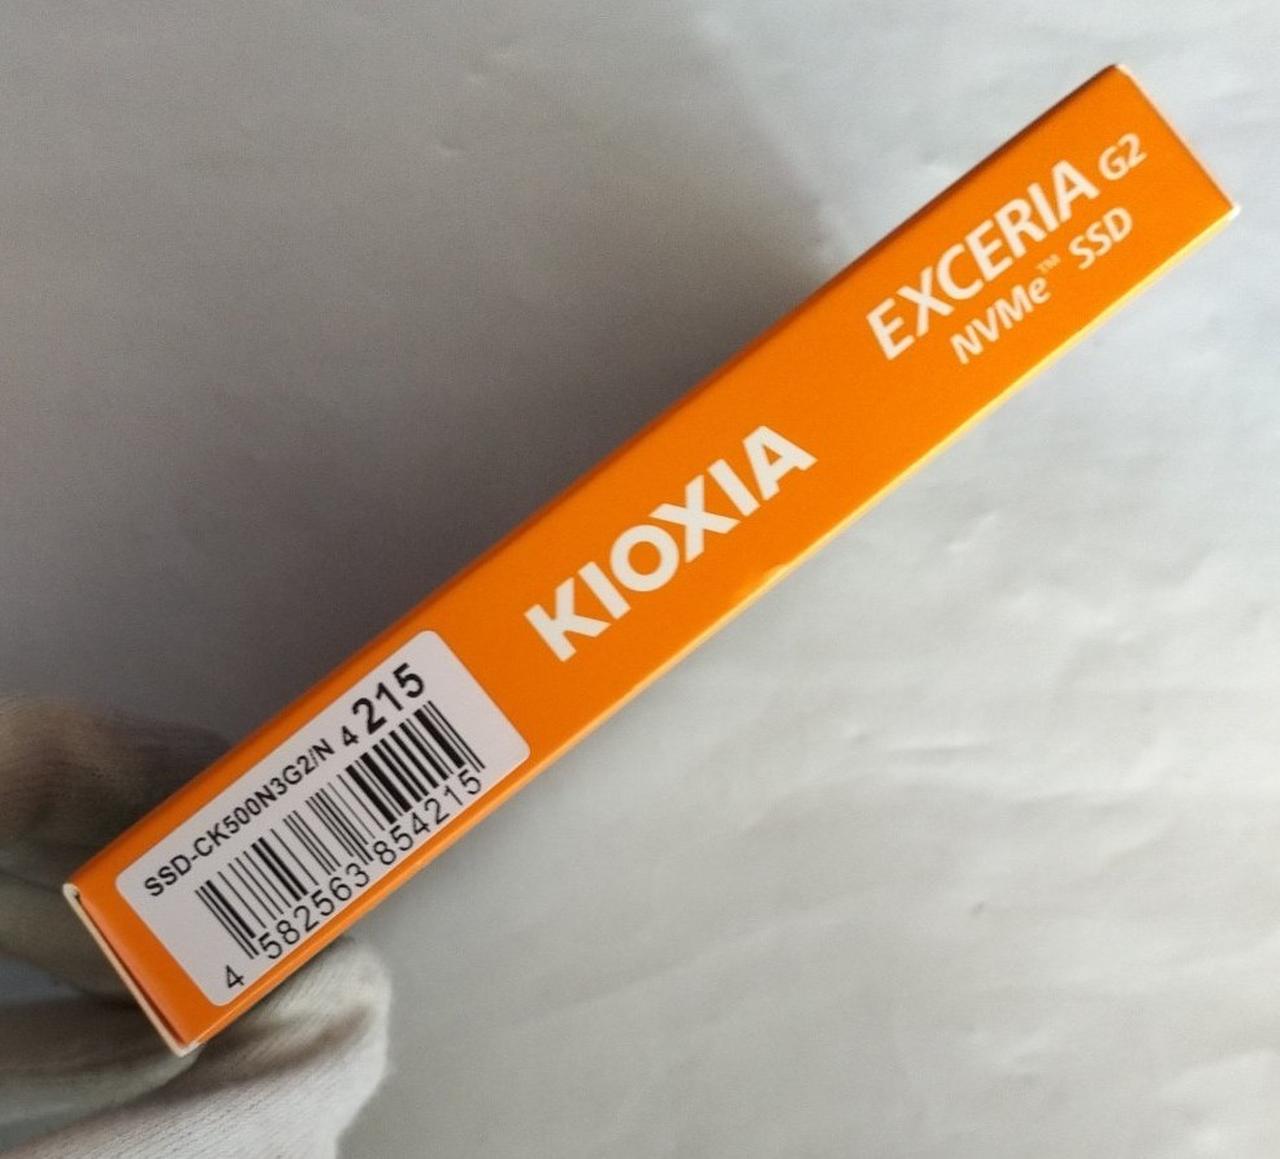 EXCERIA G2
NVMe™ SSD
KIOXIA
SSD-CK500N3G2/N 4 215
4 582563 854215